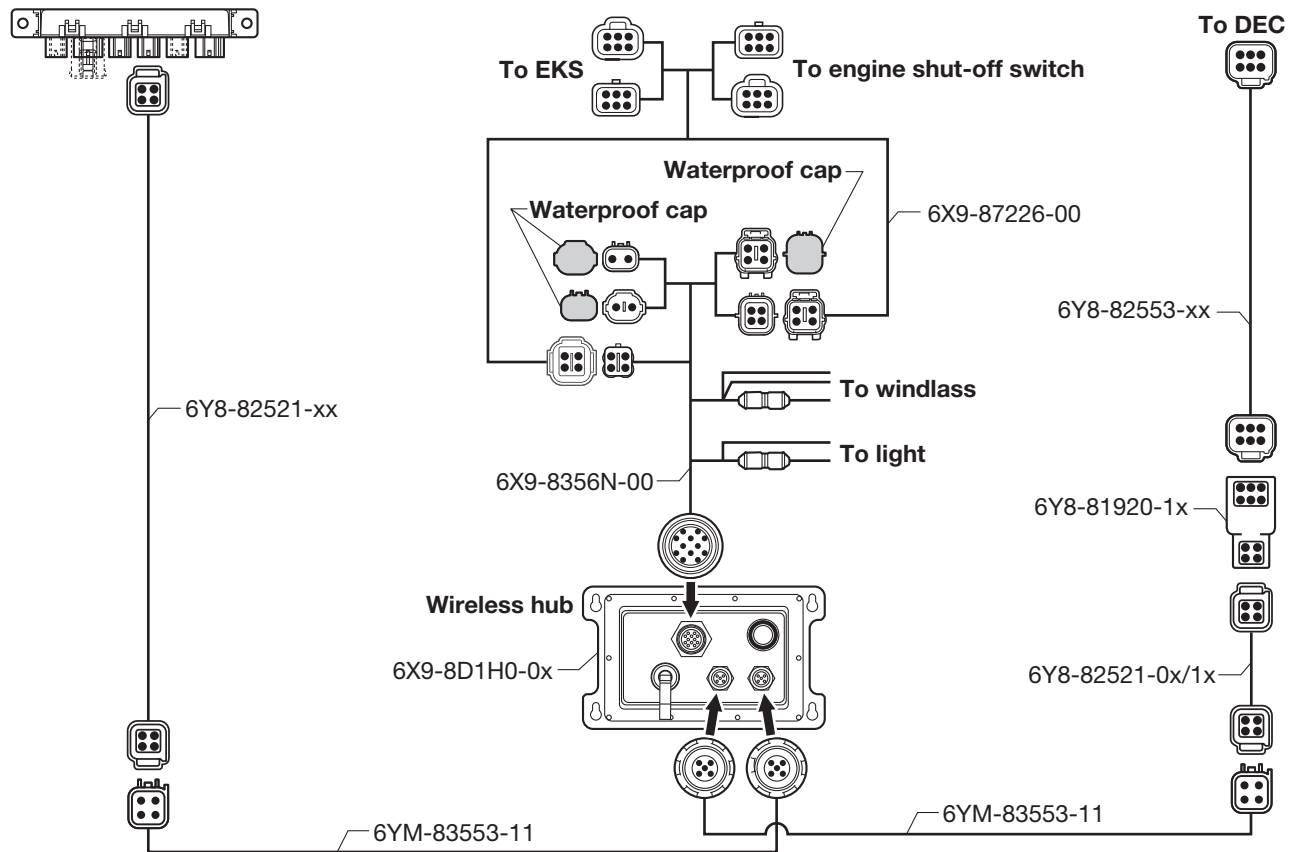 To DEC
To EKS
To engine shut-off switch
Waterproof cap
Waterproof cap
6X9-87226-00
6Y8-82553-xx
To windlass
6Y8-82521-xx
To light
6X9-8356N-00
6Y8-81920-1x
Wireless hub
6X9-8D1H0-0x
6Y8-82521-0x/1x
6YM-83553-11
6YM-83553-11